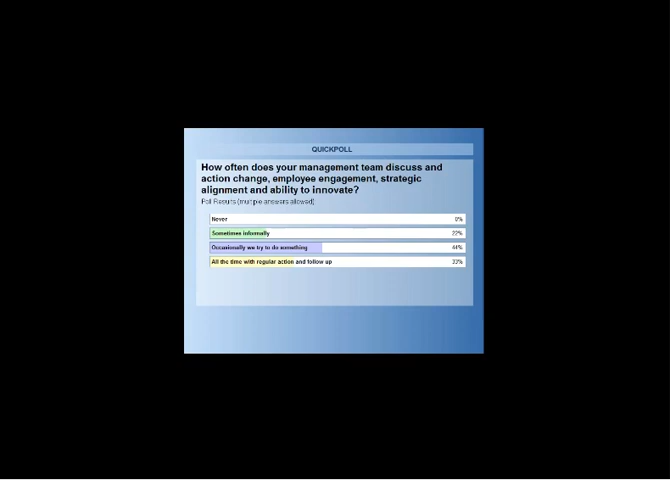 QUICKPOLL
How often does your management team discuss and
action change, employee engagement, strategic
alignment and ability to innovate?
Poll Results (multiple answers allowed)
Never 0%
Sometimes informally 22%
Occasionally we try to do something 44%
All the time with regular action and follow up 33%